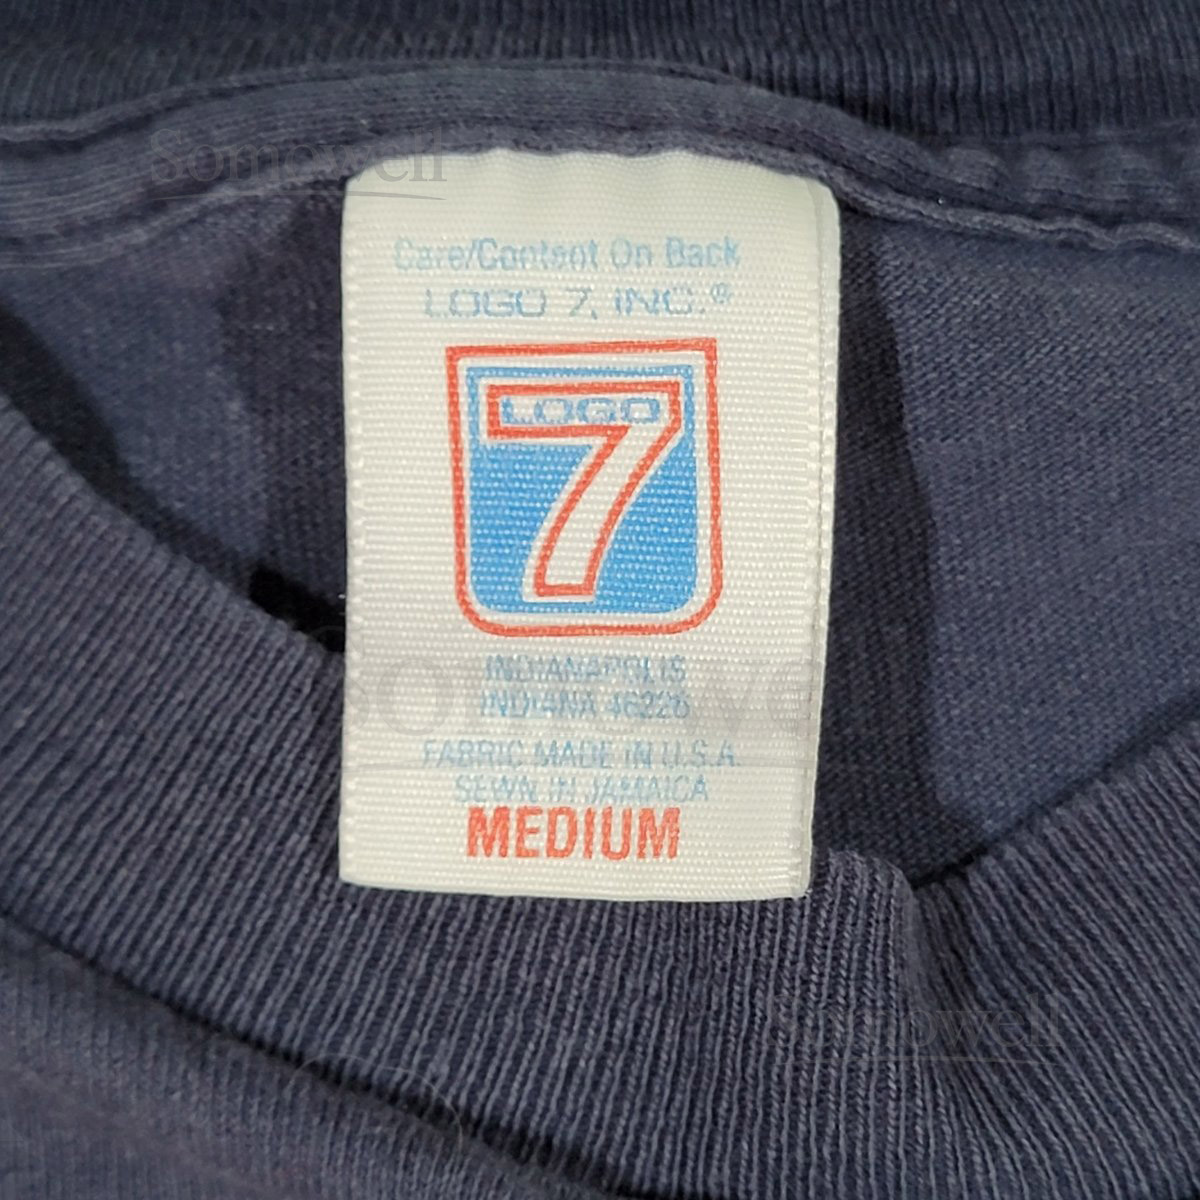 Somewell
Care/Content On Back
LOGO 7, INC.®
LOGO
7
INDIANAPOLIS
INDIANA 46226
FABRIC MADE IN U.S.A.
SEWN IN JAMAICA
MEDIUM